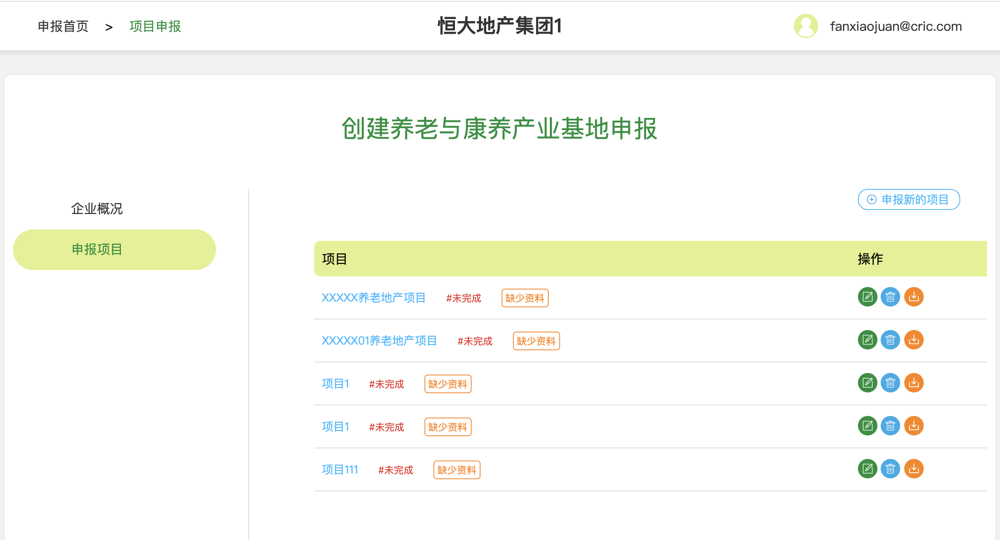 申报首页 > 项目申报
恒大地产集团1
fanxiaojuan@cric.com
创建养老与康养产业基地申报
企业概况
申报项目
申报新的项目
项目 操作
XXXXX养老地产项目 #未完成 缺少资料
XXXXX01养老地产项目 #未完成 缺少资料
项目1 #未完成 缺少资料
项目1 #未完成 缺少资料
项目111 #未完成 缺少资料